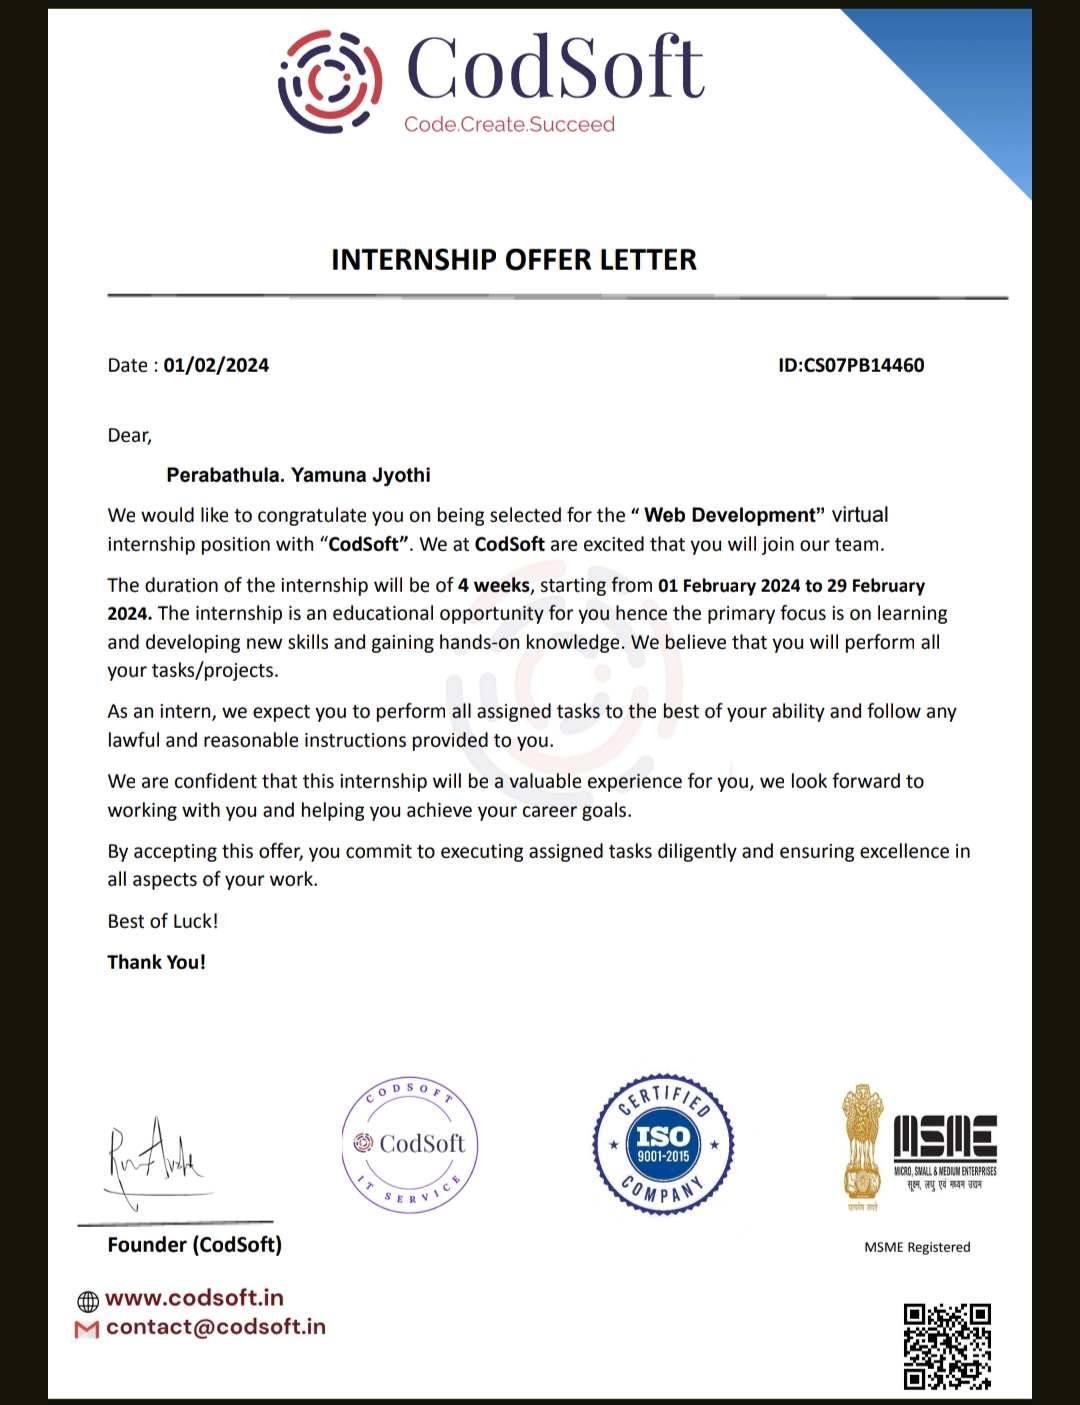 CodSoft
Code.Create.Succeed
INTERNSHIP OFFER LETTER
Date : 01/02/2024
ID:CS07PB14460
Dear,
Perabathula. Yamuna Jyothi
We would like to congratulate you on being selected for the “ Web Development” virtual
internship position with “CodSoft”. We at CodSoft are excited that you will join our team.
The duration of the internship will be of 4 weeks, starting from 01 February 2024 to 29 February
2024. The internship is an educational opportunity for you hence the primary focus is on learning
and developing new skills and gaining hands-on knowledge. We believe that you will perform all
your tasks/projects.
As an intern, we expect you to perform all assigned tasks to the best of your ability and follow any
lawful and reasonable instructions provided to you.
We are confident that this internship will be a valuable experience for you, we look forward to
working with you and helping you achieve your career goals.
By accepting this offer, you commit to executing assigned tasks diligently and ensuring excellence in
all aspects of your work.
Best of Luck!
Thank You!
CODSOFT
CodSoft
IT SERVICE
CERTIFIED
ISO
9001-2015
COMPANY
MSME
MICRO, SMALL & MEDIUM ENTERPRISES
सूक्ष्म, लघु एवं मध्यम उद्यम
सत्यमेव जयते
Founder (CodSoft)
MSME Registered
www.codsoft.in
contact@codsoft.in